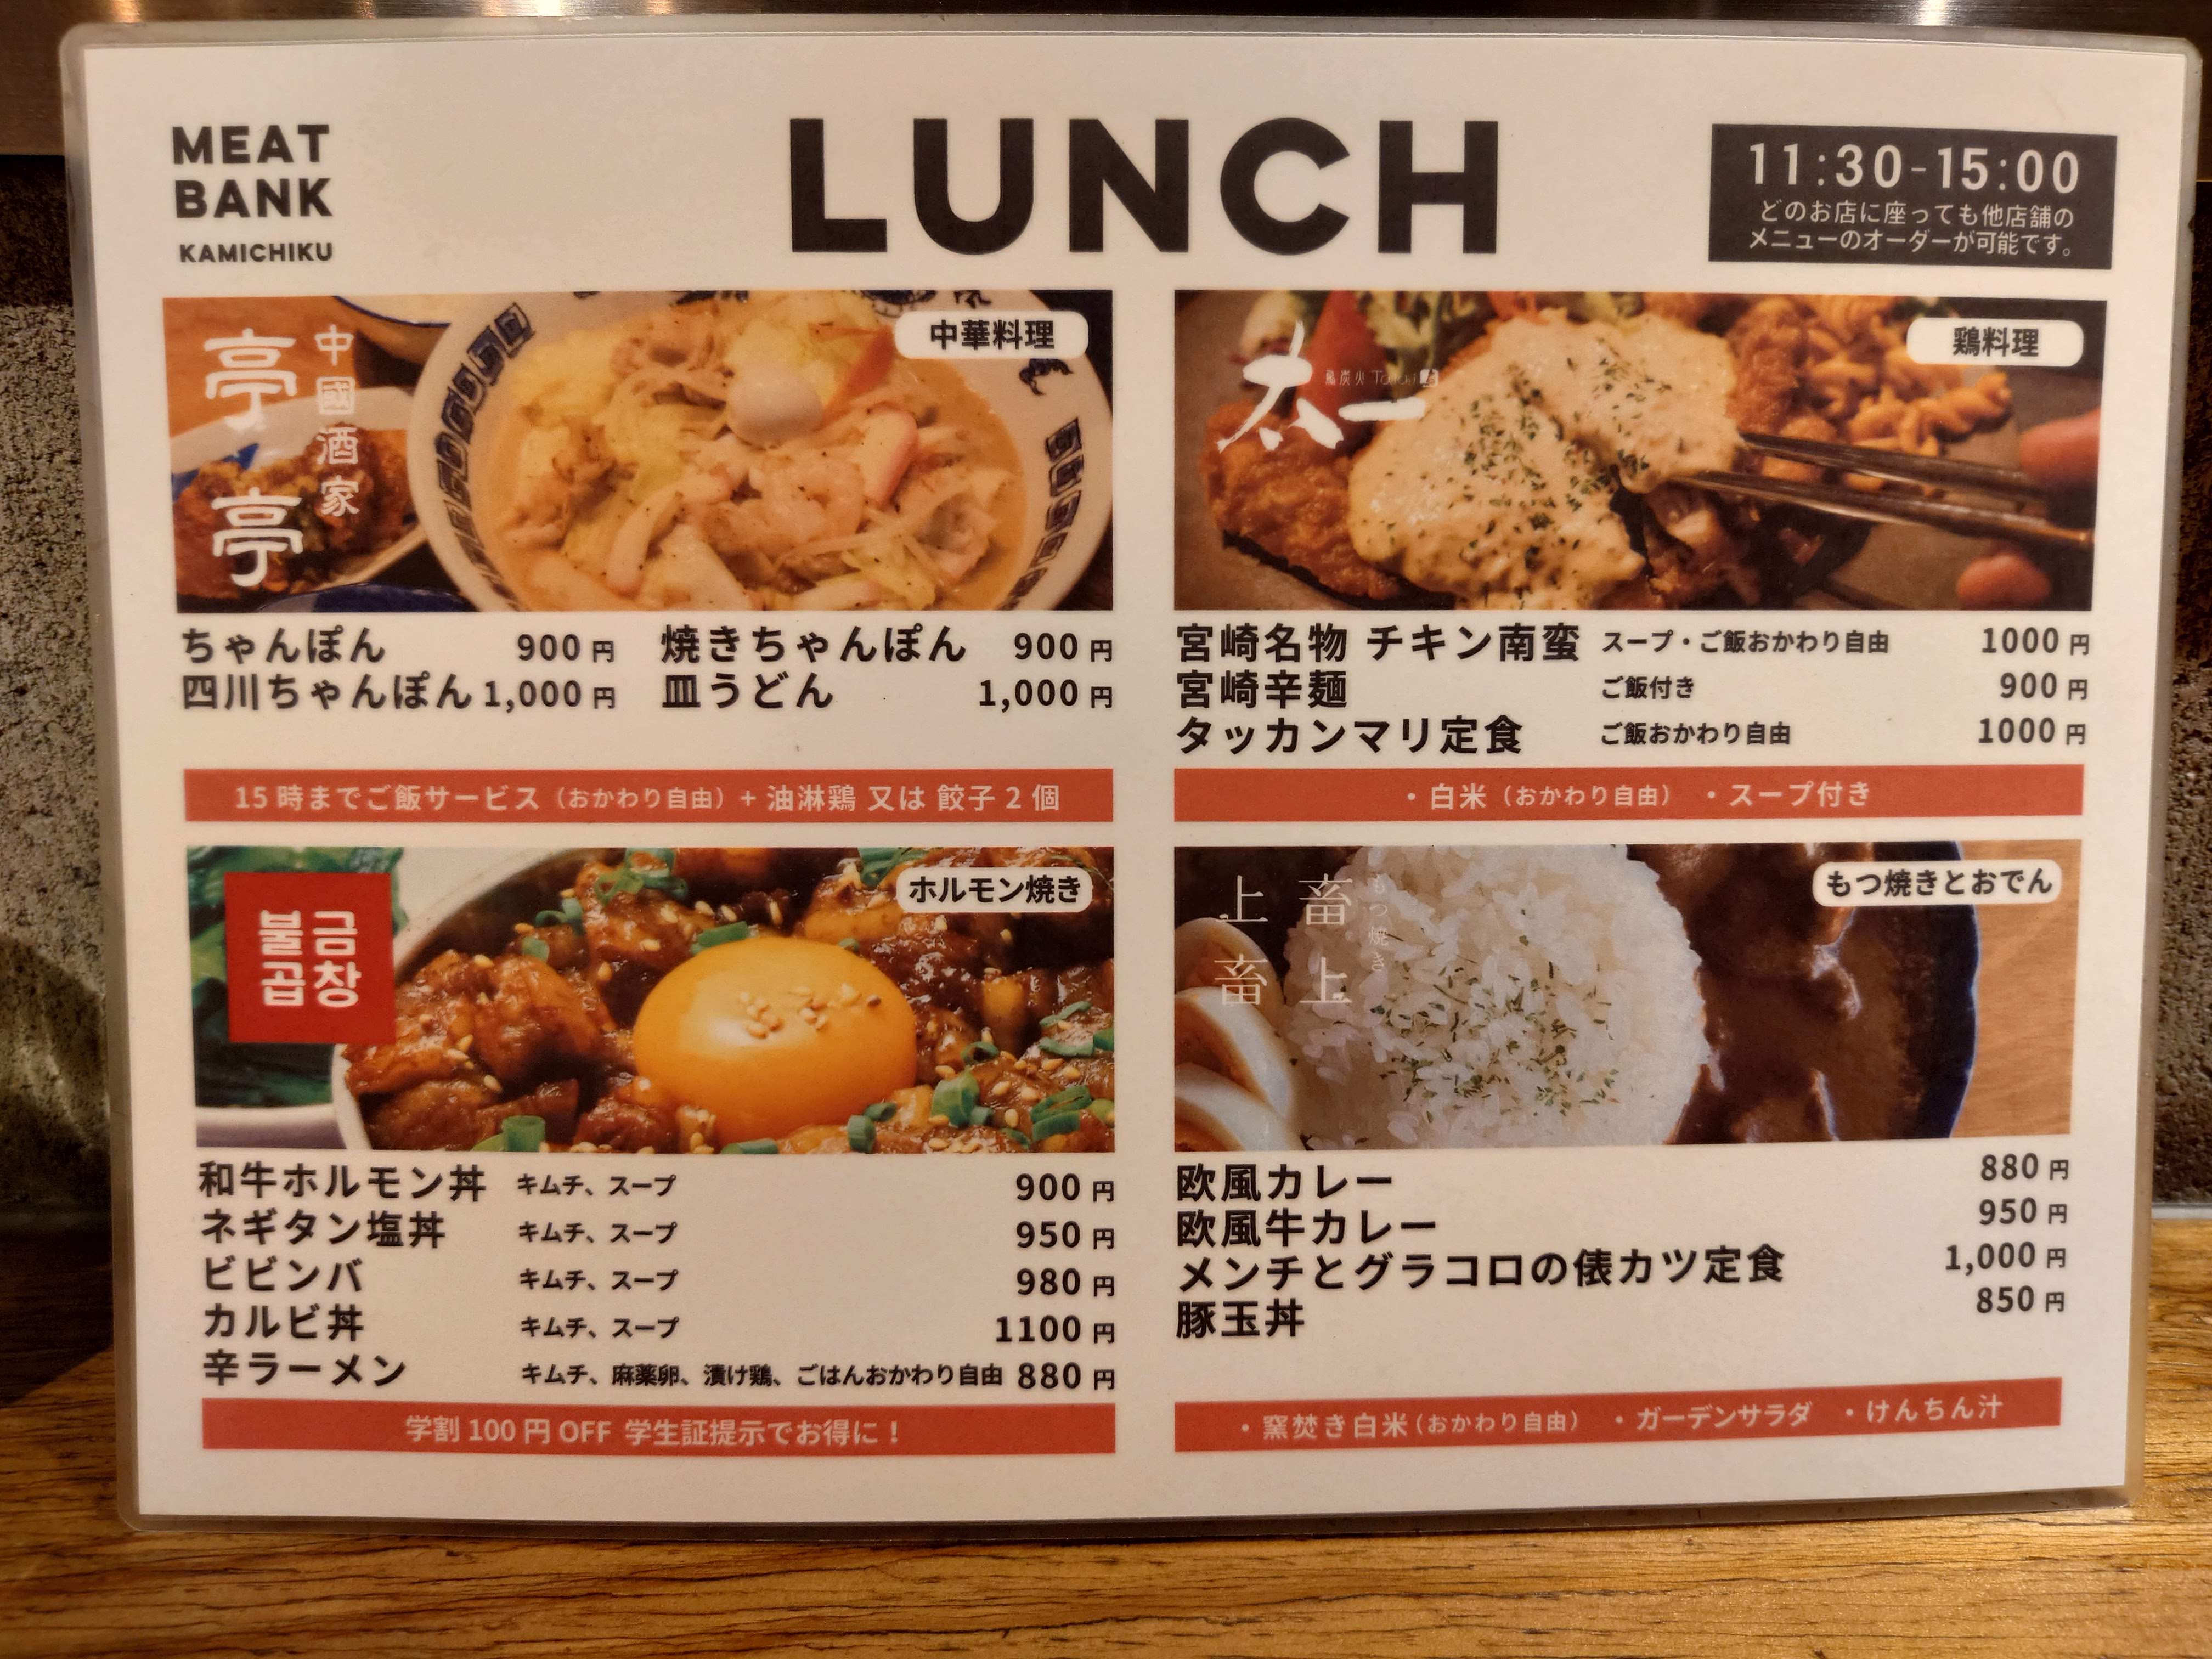 MEAT
BANK
KAMICHIKU
LUNCH
11:30-15:00
どのお店に座っても他店舗の
メニューのオーダーが可能です。
中國酒家
亭亭
中華料理
ちゃんぽん 900円 焼きちゃんぽん 900円
四川ちゃんぽん 1,000円 皿うどん 1,000円
15時までご飯サービス（おかわり自由）+ 油淋鶏 又は 餃子2個
太一
鶏料理
宮崎名物 チキン南蛮 スープ・ご飯おかわり自由 1000円
宮崎辛麺 ご飯付き 900円
タッカンマリ定食 ご飯おかわり自由 1000円
・白米（おかわり自由） ・スープ付き
불금
곱창
ホルモン焼き
和牛ホルモン丼 キムチ、スープ 900円
ネギタン塩丼 キムチ、スープ 950円
ビビンバ キムチ、スープ 980円
カルビ丼 キムチ、スープ 1100円
辛ラーメン キムチ、麻薬卵、漬け鶏、ごはんおかわり自由 880円
学割100円OFF 学生証提示でお得に！
もつ焼き
畜上
上畜
もつ焼きとおでん
欧風カレー 880円
欧風牛カレー 950円
メンチとグラコロの俵カツ定食 1,000円
豚玉丼 850円
・窯焚き白米（おかわり自由） ・ガーデンサラダ ・けんちん汁